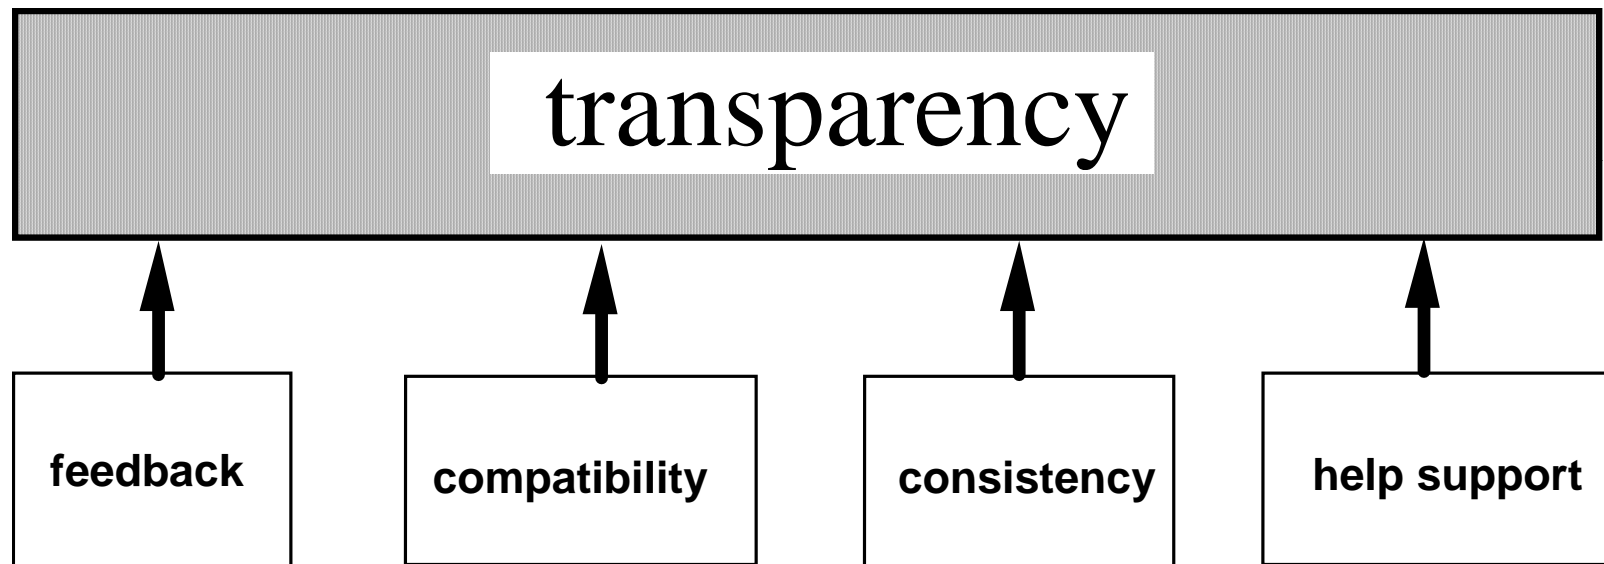 transparency
feedback
compatibility
consistency
help support